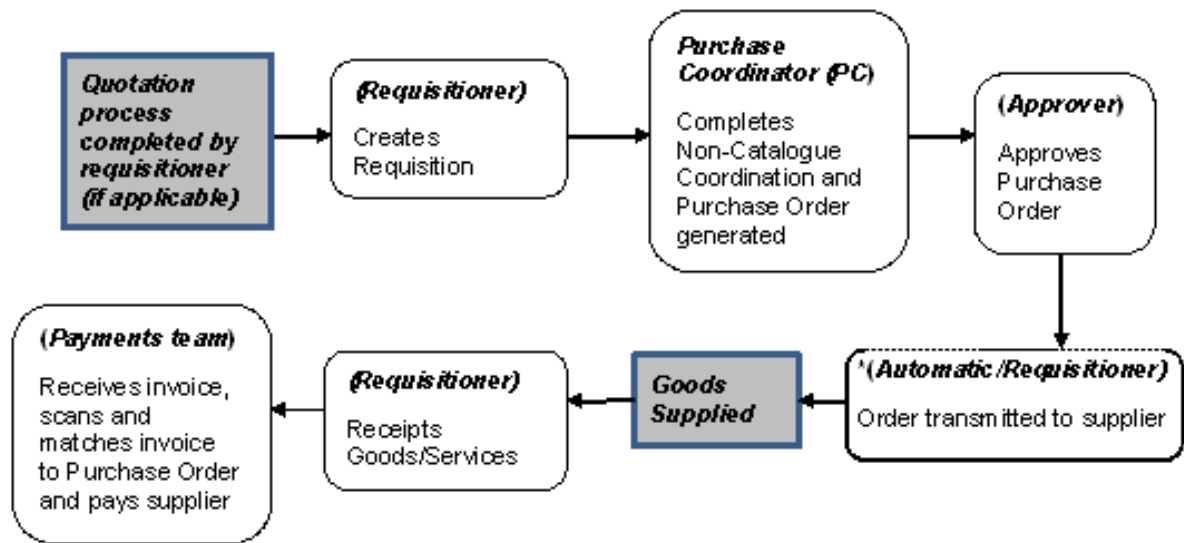 Quotation
process
completed by
requisitioner
(if applicable)
(Requisitioner)
Creates
Requisition
Purchase
Coordinator (PC)
Completes
Non-Catalogue
Coordination and
Purchase Order
generated
(Approver)
Approves
Purchase
Order
*(Automatic/Requisitioner)
Order transmitted to supplier
Goods
Supplied
(Requisitioner)
Receipts
Goods/Services
(Payments team)
Receives invoice,
scans and
matches invoice
to Purchase Order
and pays supplier